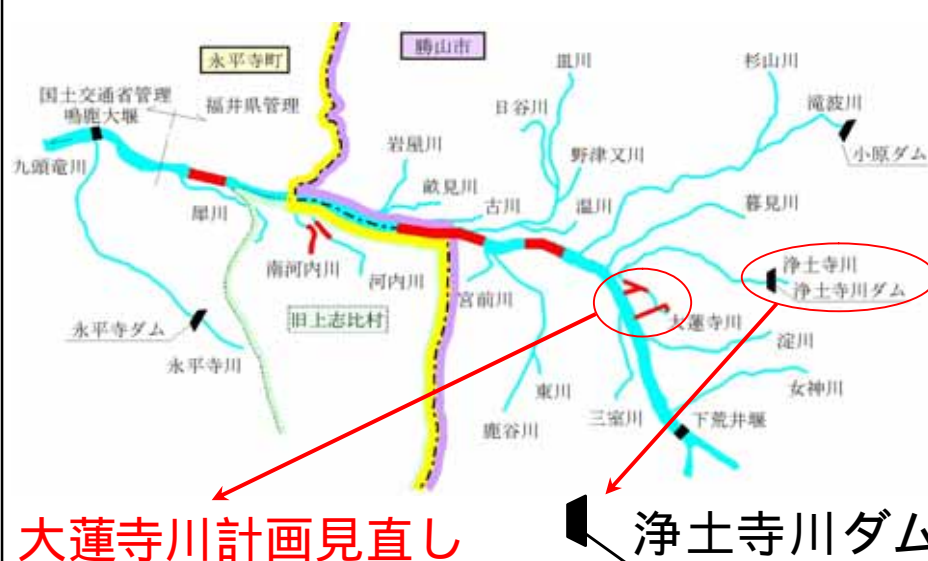 勝山市
永平寺町
皿川
杉山川
国土交通省管理
福井県管理
鳴鹿大堰
日谷川
滝波川
岩屋川
小原ダム
九頭竜川
野津又川
畝見川
暮見川
犀川
古川
温川
南河内川
河内川
浄土寺川
浄土寺川ダム
宮前川
旧上志比村
大蓮寺川
永平寺ダム
淀川
永平寺川
東川
女神川
鹿谷川
三室川
下荒井堰
大蓮寺川計画見直し
浄土寺川ダム